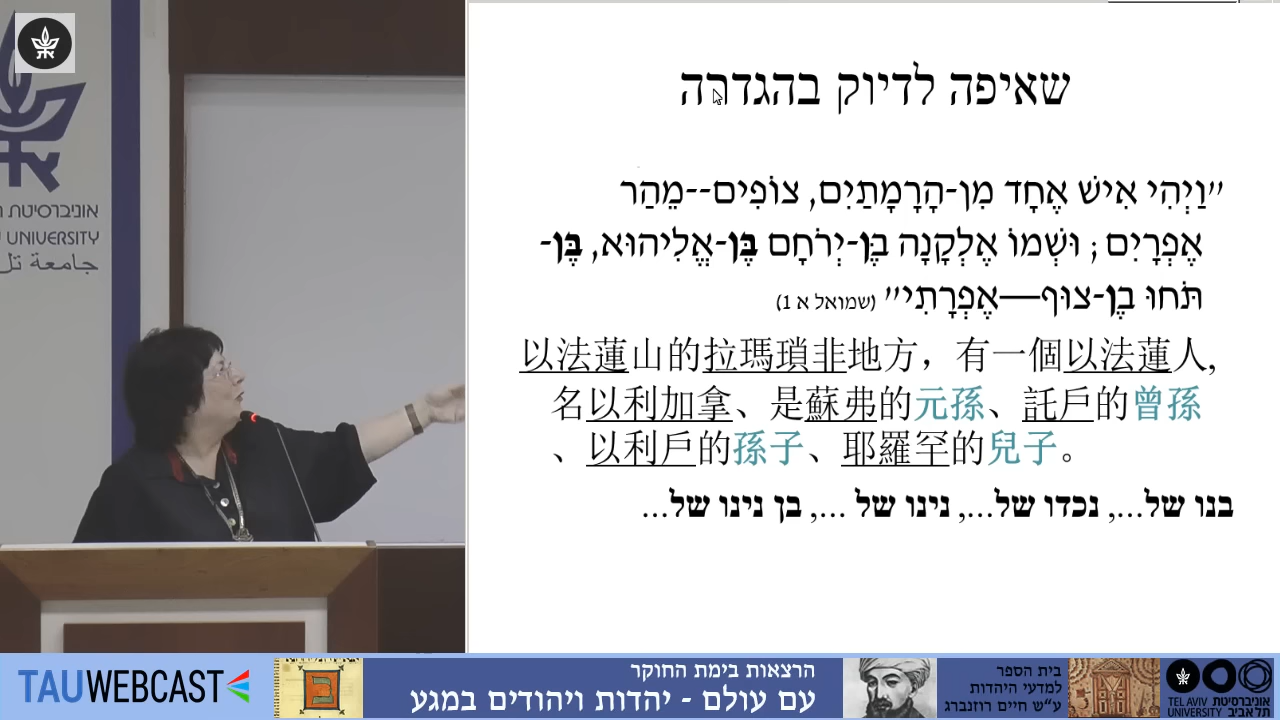 אוניברסיטת ת
UNIVERSITY
جامعة تل
שאיפה לדיוק בהגדרה
"וַיְהִי אִישׁ אֶחָד מִן-הָרָמָתַיִם, צוֹפִים--מֵהַר
אֶפְרָיִם; וּשְׁמוֹ אֶלְקָנָה בֶּן-יְרֹחָם בֶּן-אֱלִיהוּא, בֶּן-
תֹּחוּ בֶן-צוּף—אֶפְרָתִי" (שמואל א 1)
以法蓮山的拉瑪瑣非地方，有一個以法蓮人,
名以利加拿、是蘇弗的元孫、託戶的曾孫
、以利戶的孫子、耶羅罕的兒子。
בנו של..., נכדו של..., נינו של ..., בן נינו של...
TAUWEBCAST
הרצאות בימת החוקר
עם עולם - יהדות ויהודים במגע
בית הספר
למדעי היהדות
ע"ש חיים רוזנברג
TEL AVIV אוניברסיטת
UNIVERSITY תל אביב